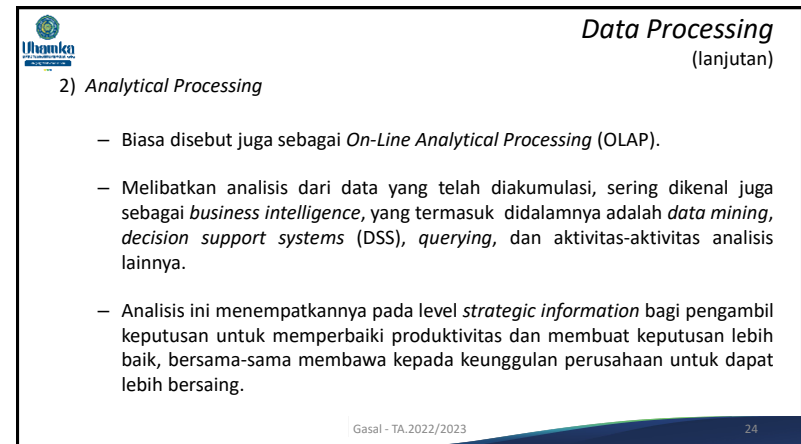 Data Processing
Uhamka
(lanjutan)
2) Analytical Processing
– Biasa disebut juga sebagai On-Line Analytical Processing (OLAP).
– Melibatkan analisis dari data yang telah diakumulasi, sering dikenal juga
sebagai business intelligence, yang termasuk didalamnya adalah data mining,
decision support systems (DSS), querying, dan aktivitas-aktivitas analisis
lainnya.
– Analisis ini menempatkannya pada level strategic information bagi pengambil
keputusan untuk memperbaiki produktivitas dan membuat keputusan lebih
baik, bersama-sama membawa kepada keunggulan perusahaan untuk dapat
lebih bersaing.
Gasal - TA.2022/2023
24